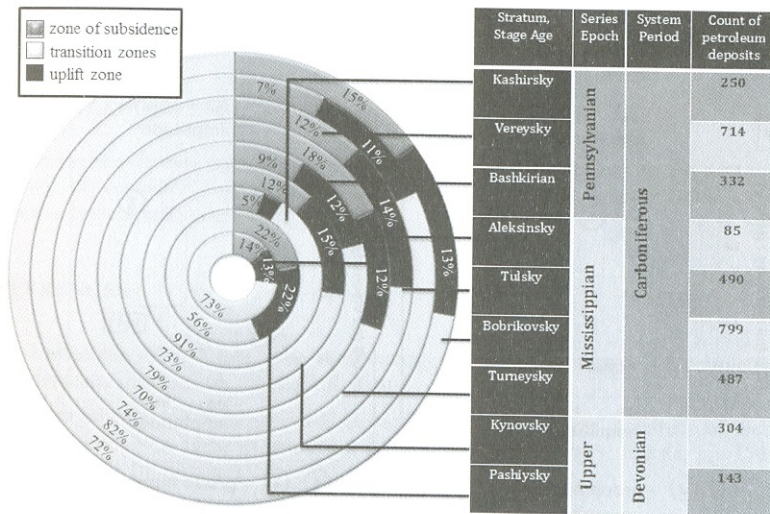 zone of subsidence
transition zones
uplift zone
15%
7%
11%
12%
18%
9%
12%
12%
14%
5%
15%
22%
14%
13%
12%
13%
22%
73%
56%
91%
73%
79%
70%
74%
82%
72%
Stratum, Stage Age
Series Epoch
System Period
Count of petroleum deposits
Kashirsky 250
Vereysky 714
Bashkirian 332
Aleksinsky 85
Tulsky 490
Bobrikovsky 799
Turneysky 487
Kynovsky 304
Pashiysky 143
Pennsylvanian
Mississippian
Upper
Carboniferous
Devonian